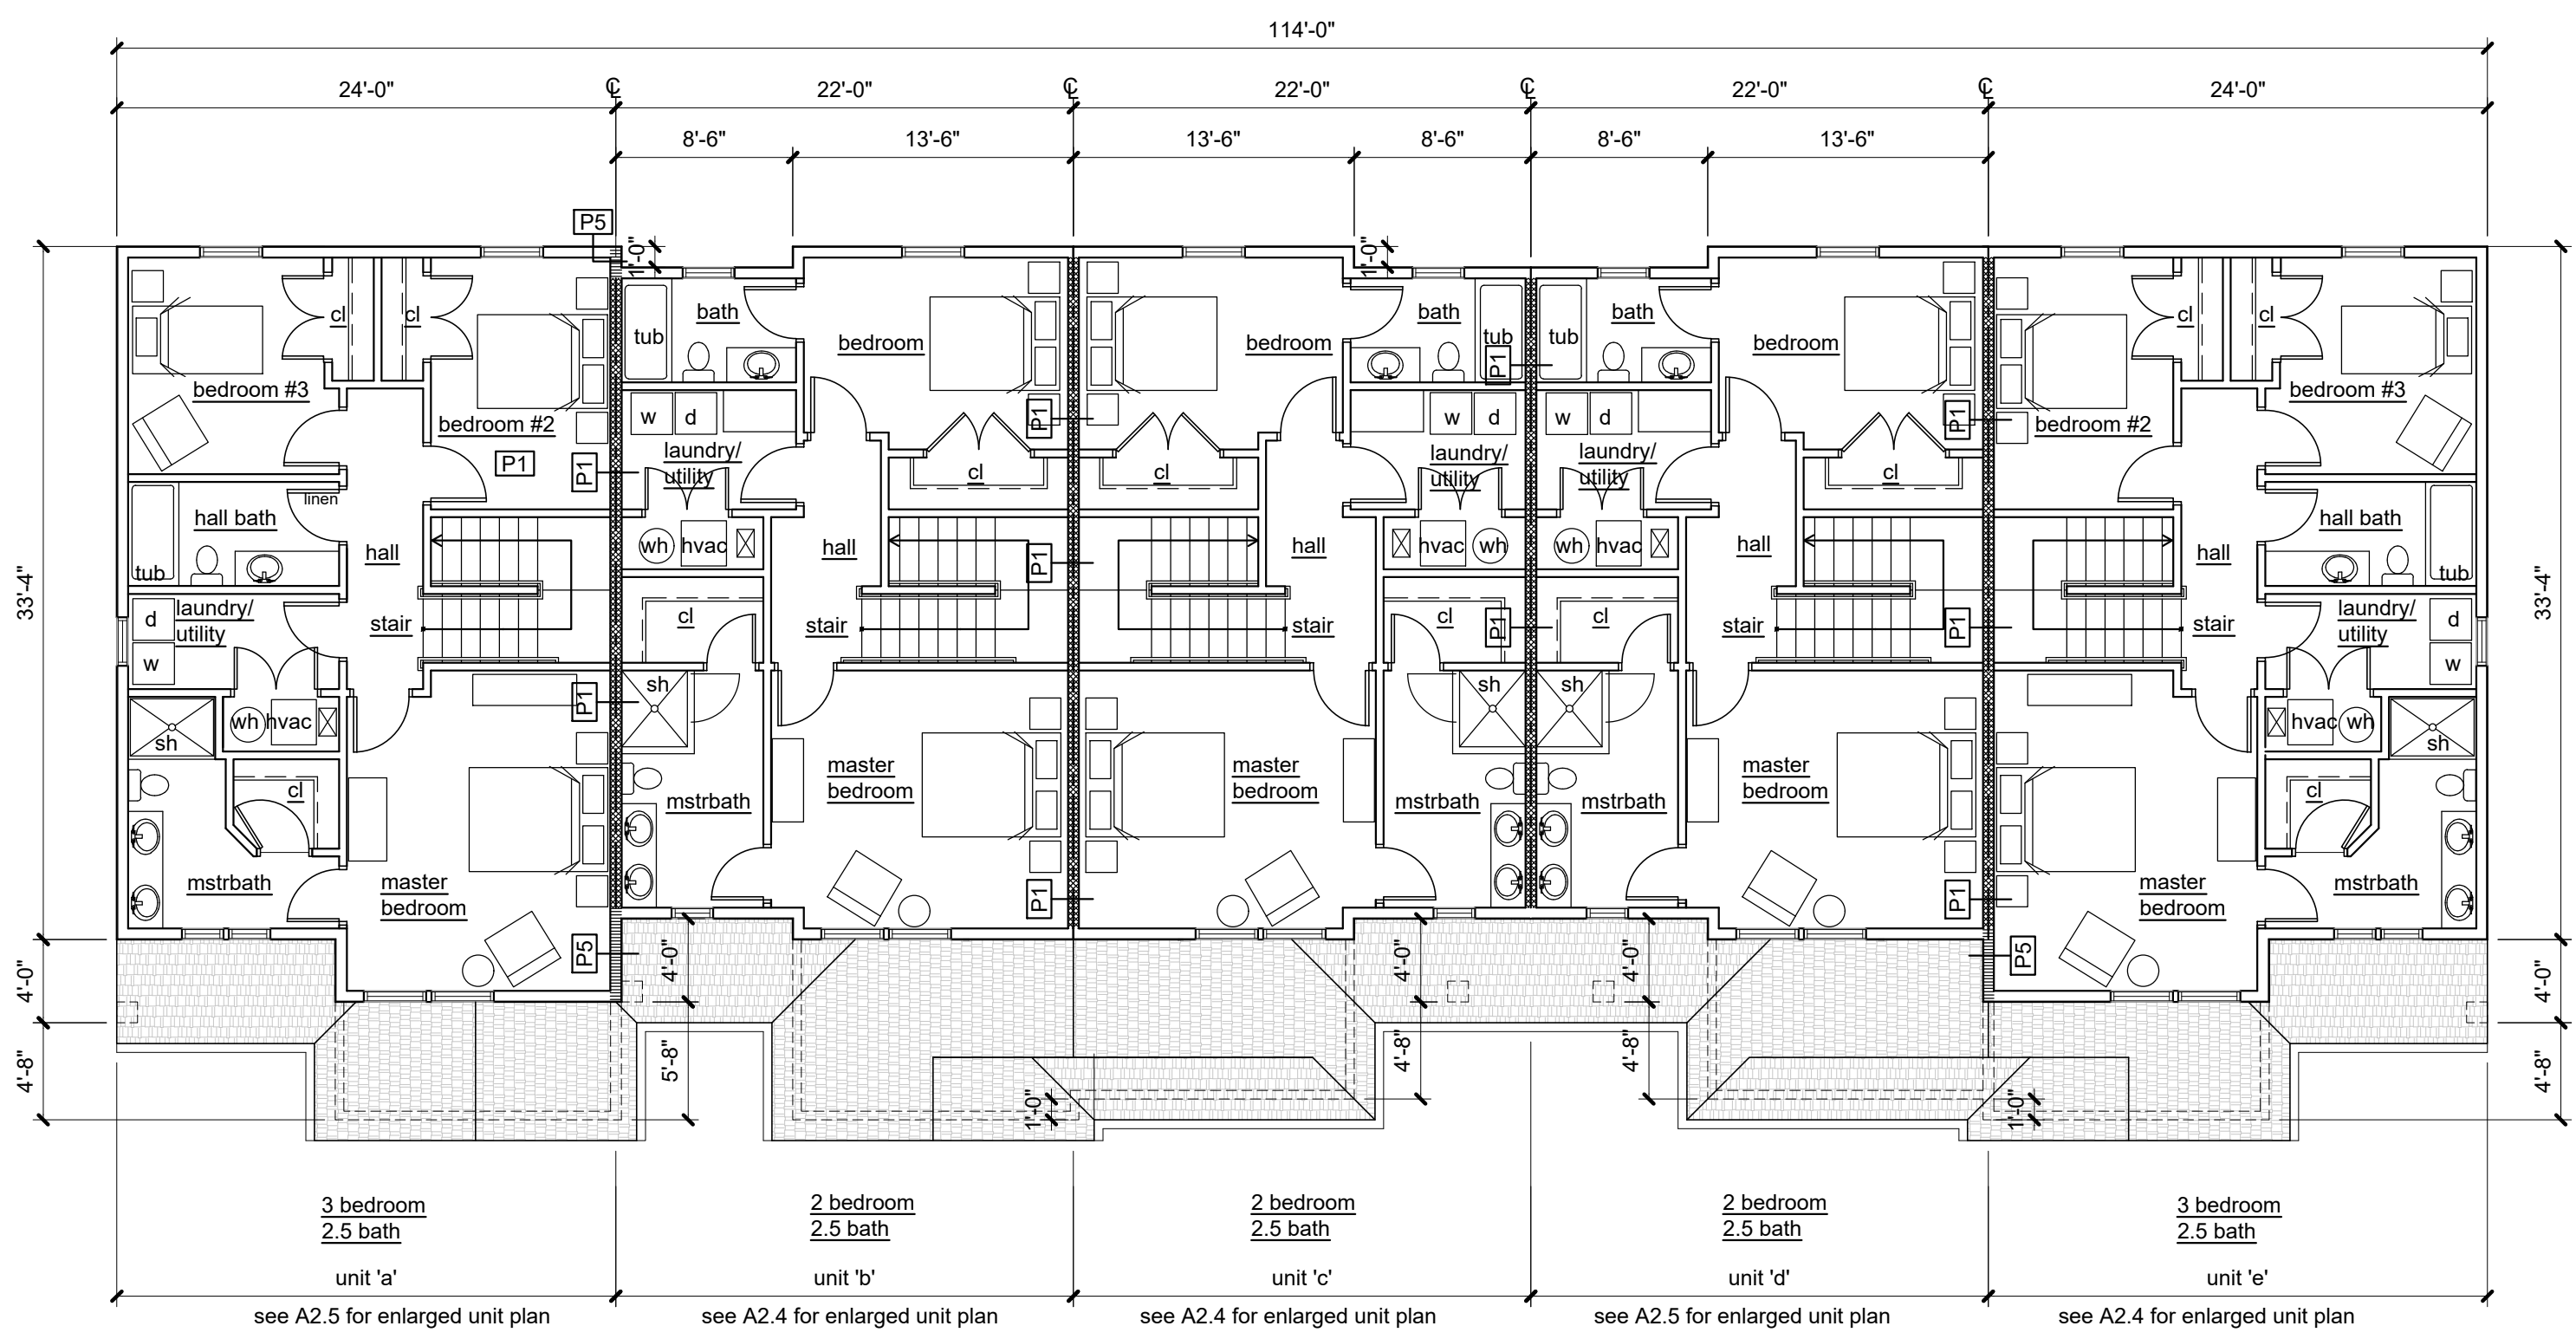 114'-0"
24'-0"
22'-0"
22'-0"
22'-0"
24'-0"
8'-6"
13'-6"
13'-6"
8'-6"
8'-6"
13'-6"
P5
1'-0"
1'-0"
33'-4"
4'-0"
4'-8"
cl
cl
bedroom #3
bedroom #2
P1
P1
linen
hall bath
tub
hall
d
w
laundry/
utility
stair
P1
wh
hvac
sh
cl
mstrbath
master
bedroom
P5
tub
bath
bedroom
w
d
laundry/
utility
cl
P1
wh
hvac
hall
P1
cl
stair
sh
mstrbath
master
bedroom
P1
4'-0"
5'-8"
1'-0"
bedroom
bath
tub
P1
w
d
laundry/
utility
cl
hvac
wh
hall
cl
P1
stair
sh
mstrbath
master
bedroom
4'-0"
4'-8"
tub
bath
bedroom
w
d
laundry/
utility
cl
P1
wh
hvac
hall
cl
stair
P1
sh
mstrbath
master
bedroom
P1
4'-0"
4'-8"
cl
cl
bedroom #2
bedroom #3
hall bath
tub
hall
laundry/
utility
d
w
stair
hvac
wh
sh
cl
mstrbath
master
bedroom
P5
1'-0"
33'-4"
4'-0"
4'-8"
3 bedroom
2.5 bath
2 bedroom
2.5 bath
2 bedroom
2.5 bath
2 bedroom
2.5 bath
3 bedroom
2.5 bath
unit 'a'
unit 'b'
unit 'c'
unit 'd'
unit 'e'
see A2.5 for enlarged unit plan
see A2.4 for enlarged unit plan
see A2.4 for enlarged unit plan
see A2.5 for enlarged unit plan
see A2.4 for enlarged unit plan